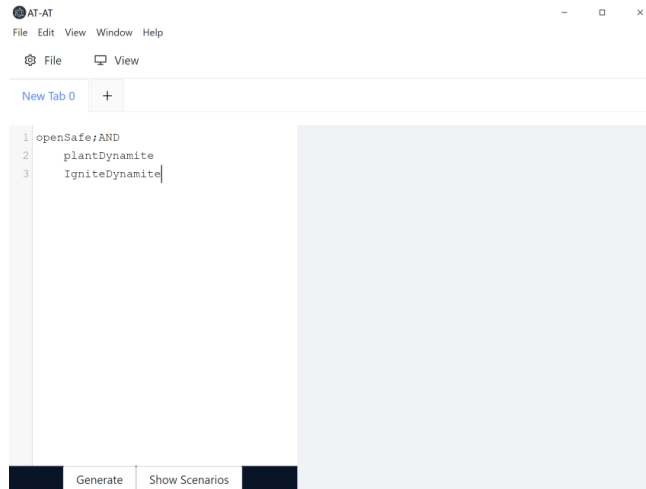 AT-AT
File Edit View Window Help
File View
New Tab 0 +
1 openSafe;AND
2 plantDynamite
3 IgniteDynamite
Generate Show Scenarios